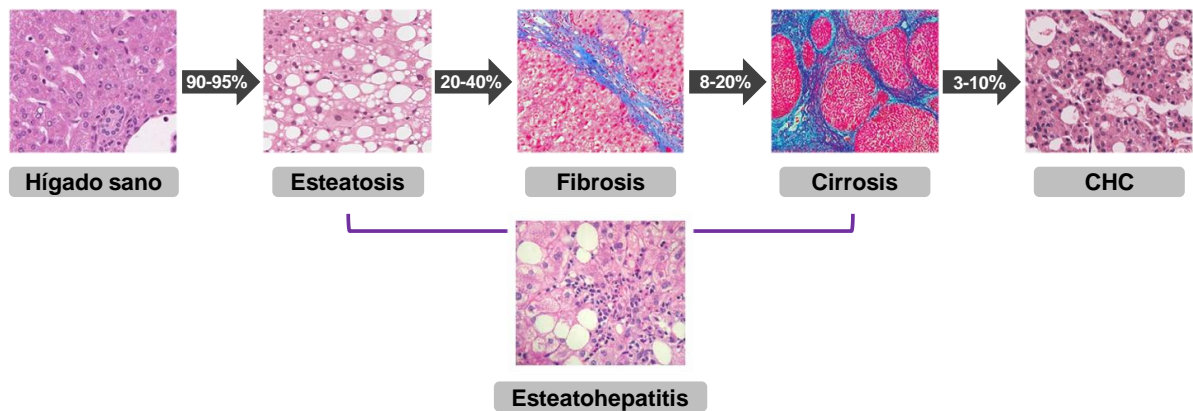 90-95%
20-40%
8-20%
3-10%
Hígado sano
Esteatosis
Fibrosis
Cirrosis
CHC
Esteatohepatitis